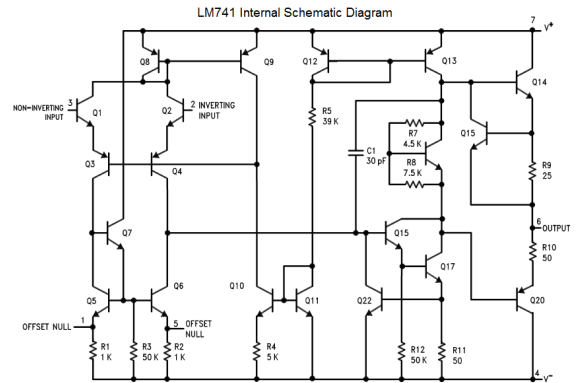 LM741 Internal Schematic Diagram
7
V+
Q8
Q9
Q12
Q13
Q14
NON-INVERTING
INPUT
3
Q1
Q2
2
INVERTING
INPUT
R5
39 K
R7
4.5 K
R8
7.5 K
Q15
C1
30 pF
R9
25
Q3
Q4
6
OUTPUT
Q7
Q15
R10
50
Q17
Q5
Q6
Q10
Q11
Q22
Q20
OFFSET NULL
1
5
OFFSET
NULL
R1
1 K
R3
50 K
R2
1 K
R4
5 K
R12
50 K
R11
50
4
V-